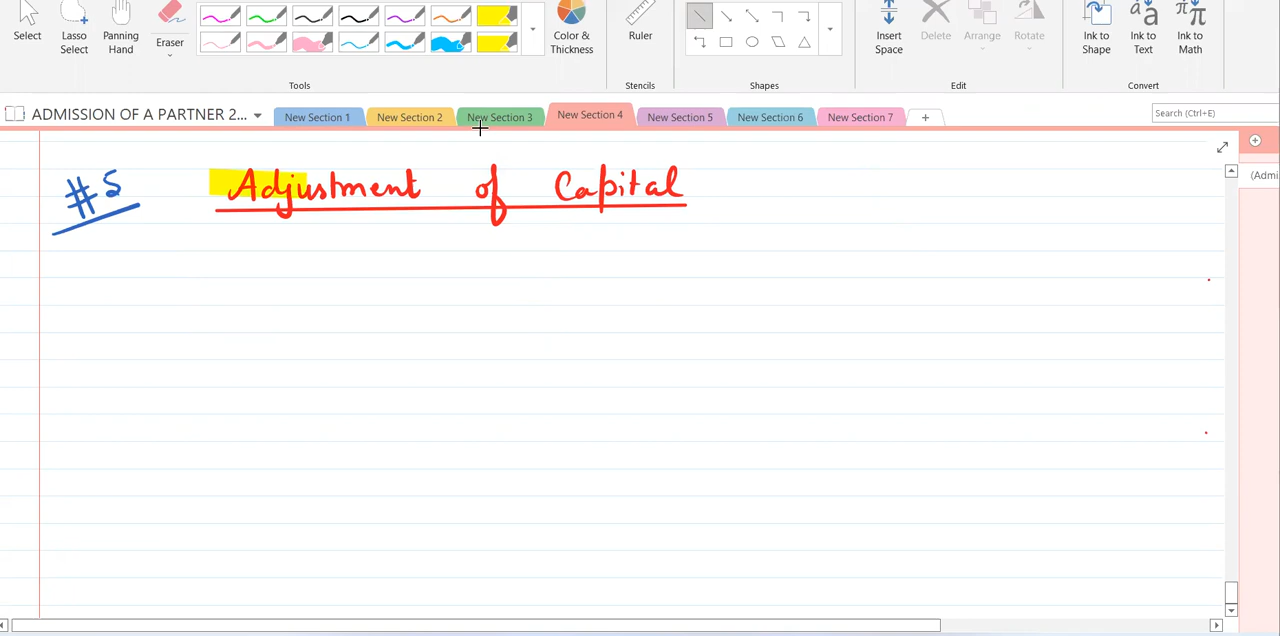 Select
Lasso Select
Panning Hand
Eraser
Color & Thickness
Ruler
Insert Space
Delete
Arrange
Rotate
Ink to Shape
Ink to Text
Ink to Math
Tools
Stencils
Shapes
Edit
Convert
ADMISSION OF A PARTNER 2...
New Section 1
New Section 2
New Section 3
New Section 4
New Section 5
New Section 6
New Section 7
Search (Ctrl+E)
(Admi
#5 Adjustment of Capital